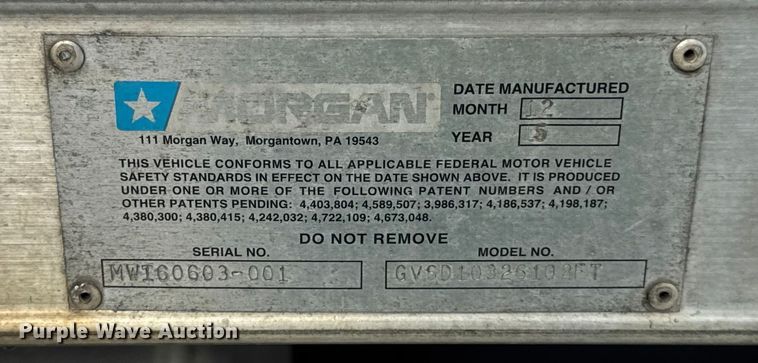 MORGAN
111 Morgan Way, Morgantown, PA 19543
DATE MANUFACTURED
MONTH 12
YEAR 5
THIS VEHICLE CONFORMS TO ALL APPLICABLE FEDERAL MOTOR VEHICLE
SAFETY STANDARDS IN EFFECT ON THE DATE SHOWN ABOVE. IT IS PRODUCED
UNDER ONE OR MORE OF THE FOLLOWING PATENT NUMBERS AND / OR
OTHER PATENTS PENDING: 4,403,804; 4,589,507; 3,986,317; 4,186,537; 4,198,187;
4,380,300; 4,380,415; 4,242,032; 4,722,109; 4,673,048.
DO NOT REMOVE
SERIAL NO. MODEL NO.
MWI60603-001
Purple Wave Auction